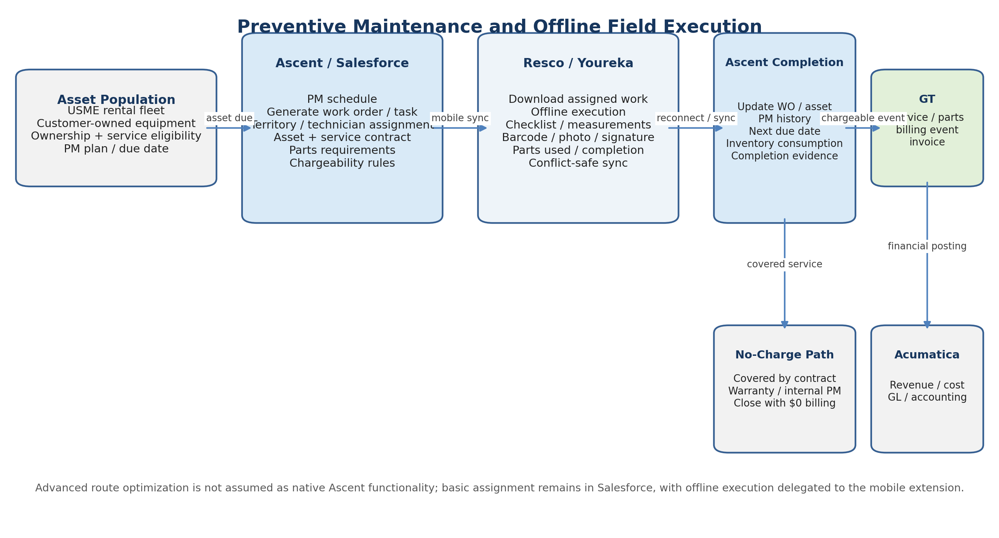 Preventive Maintenance and Offline Field Execution
Asset Population
USME rental fleet
Customer-owned equipment
Ownership + service eligibility
PM plan / due date
asset due
Ascent / Salesforce
PM schedule
Generate work order / task
Territory / technician assignment
Asset + service contract
Parts requirements
Chargeability rules
mobile sync
Resco / Youreka
Download assigned work
Offline execution
Checklist / measurements
Barcode / photo / signature
Parts used / completion
Conflict-safe sync
reconnect / sync
Ascent Completion
Update WO / asset
PM history
Next due date
Inventory consumption
Completion evidence
chargeable event
GT
/ parts
billing event
invoice
covered service
financial posting
No-Charge Path
Covered by contract
Warranty / internal PM
Close with $0 billing
Acumatica
Revenue / cost
GL / accounting
Advanced route optimization is not assumed as native Ascent functionality; basic assignment remains in Salesforce, with offline execution delegated to the mobile extension.